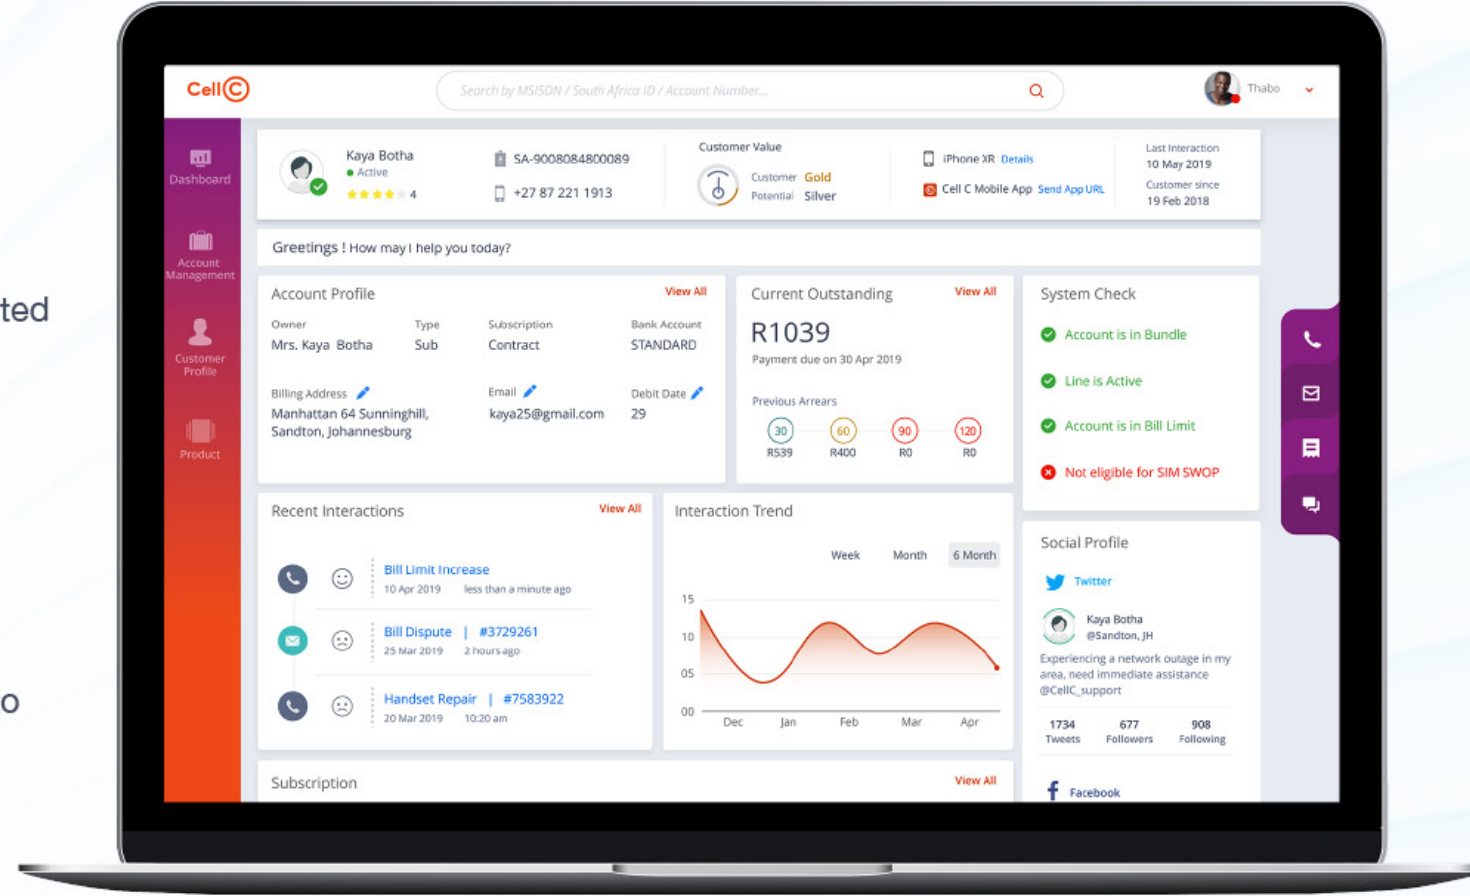 ted
o
Cell C
Search by MSISDN / South Africa ID / Account Number...
Thabo
Dashboard
Account
Management
Customer
Profile
Product
Kaya Botha
Active
4
SA-9008084800089
+27 87 221 1913
Customer Value
Customer Gold
Potential Silver
iPhone XR Details
Cell C Mobile App Send App URL
Last Interaction
10 May 2019
Customer since
19 Feb 2018
Greetings ! How may I help you today?
Account Profile
View All
Owner
Mrs. Kaya Botha
Type
Sub
Subscription
Contract
Bank Account
STANDARD
Billing Address
Manhattan 64 Sunninghill,
Sandton, Johannesburg
Email
kaya25@gmail.com
Debit Date
29
Current Outstanding
View All
R1039
Payment due on 30 Apr 2019
Previous Arrears
30 60 90 120
R539 R400 R0 R0
System Check
Account is in Bundle
Line is Active
Account is in Bill Limit
Not eligible for SIM SWOP
Recent Interactions
View All
Bill Limit Increase
10 Apr 2019 less than a minute ago
Bill Dispute | #3729261
25 Mar 2019 2 hours ago
Handset Repair | #7583922
20 Mar 2019 10:20 am
Interaction Trend
Week Month 6 Month
15
10
05
00
Dec Jan Feb Mar Apr
Social Profile
Twitter
Kaya Botha
@Sandton, JH
Experiencing a network outage in my
area, need immediate assistance
@CellC_support
1734 677 908
Tweets Followers Following
Facebook
Subscription
View All